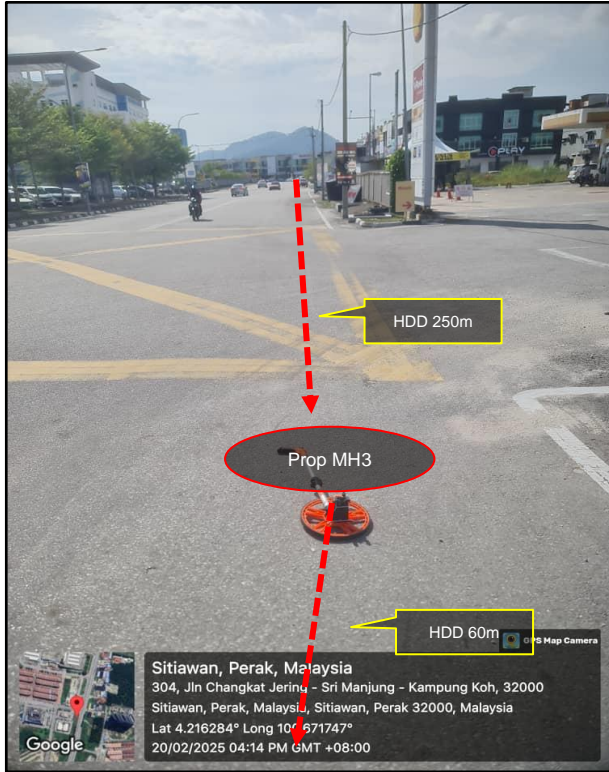 PLAY
HDD 250m
Prop MH3
HDD 60m
GPS Map Camera
Sitiawan, Perak, Malaysia
304, Jln Changkat Jering - Sri Manjung - Kampung Koh, 32000
Sitiawan, Perak, Malaysia, Sitiawan, Perak 32000, Malaysia
Lat 4.216284° Long 100.671747°
20/02/2025 04:14 PM GMT +08:00
Google